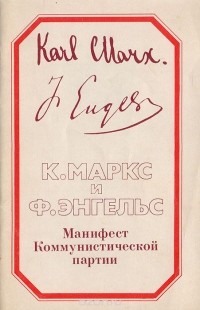 Karl Marx.
F. Engels
К. МАРКС
И
Ф. ЭНГЕЛЬС
Манифест
Коммунистической
партии